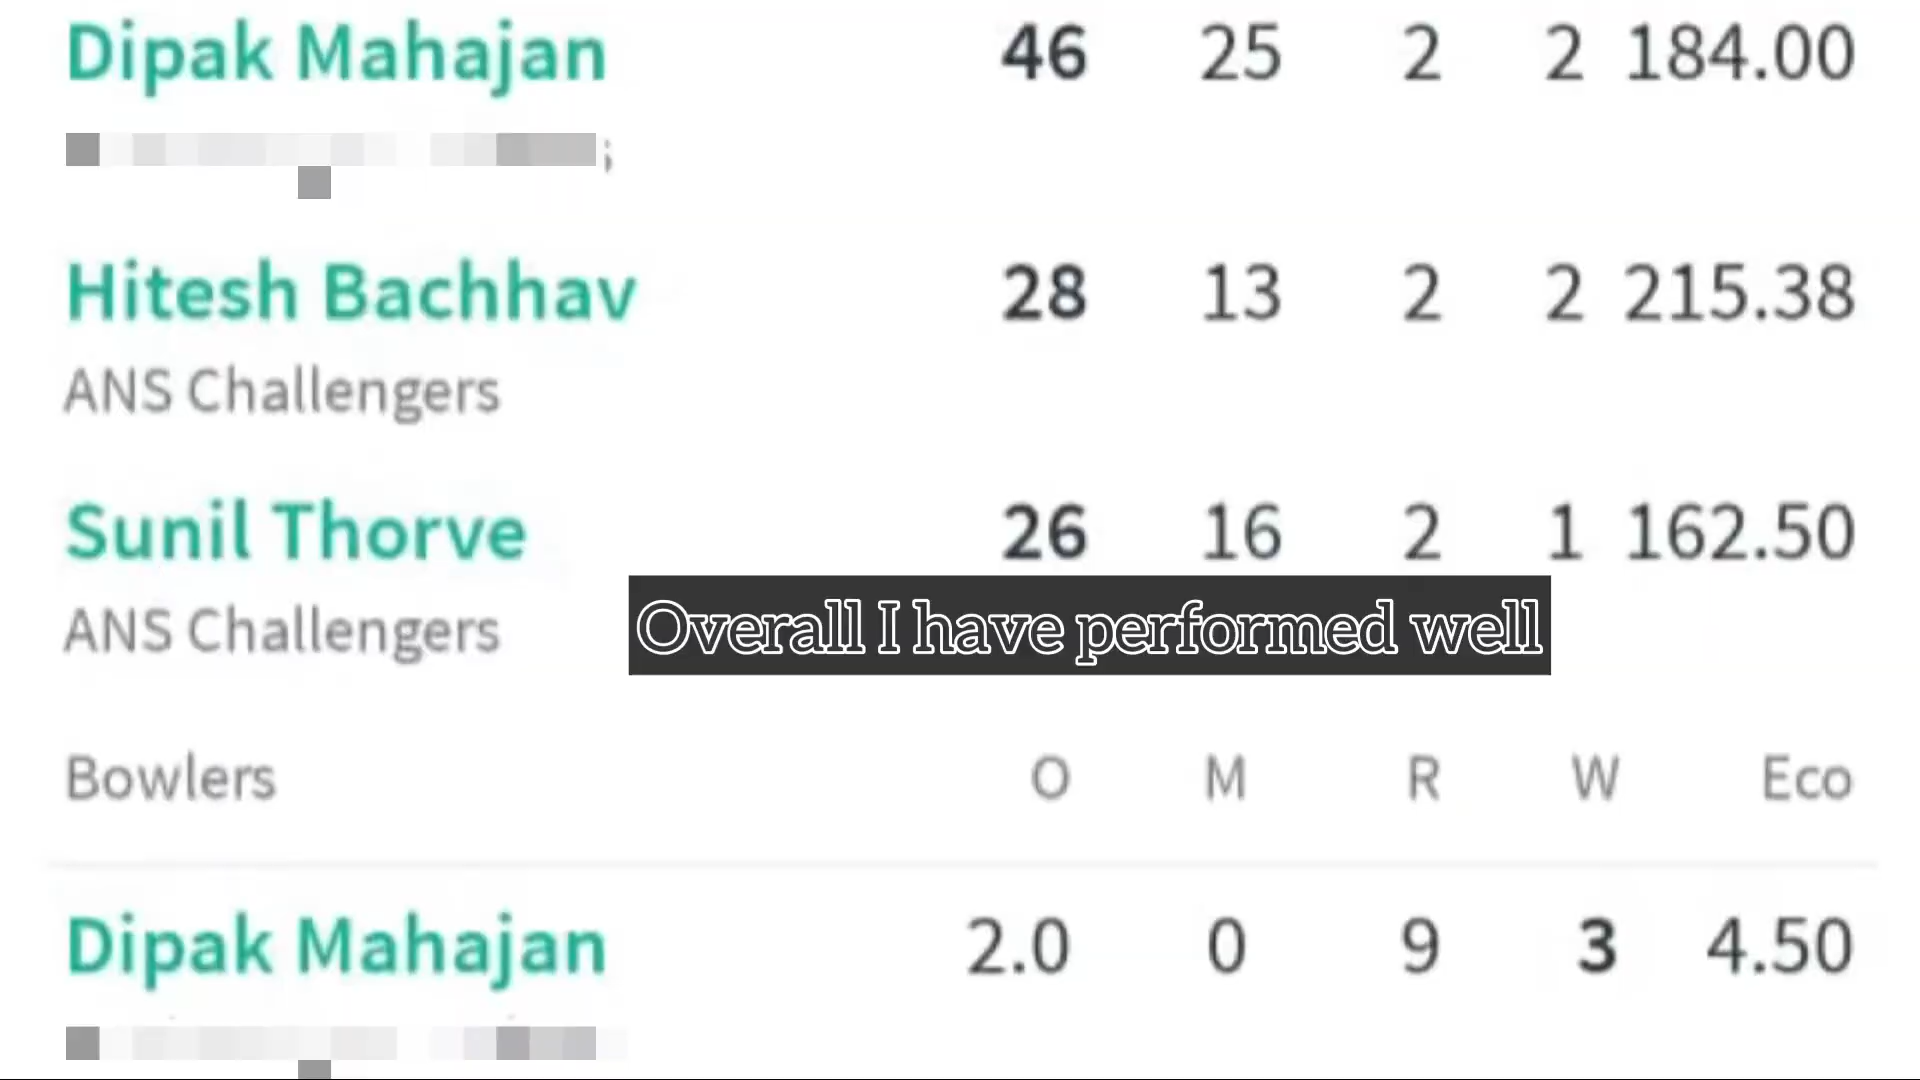 Dipak Mahajan 46 25 2 2 184.00
Hitesh Bachhav 28 13 2 2 215.38
ANS Challengers
Sunil Thorve 26 16 2 1 162.50
ANS Challengers
Overall I have performed well
Bowlers O M R W Eco
Dipak Mahajan 2.0 0 9 3 4.50